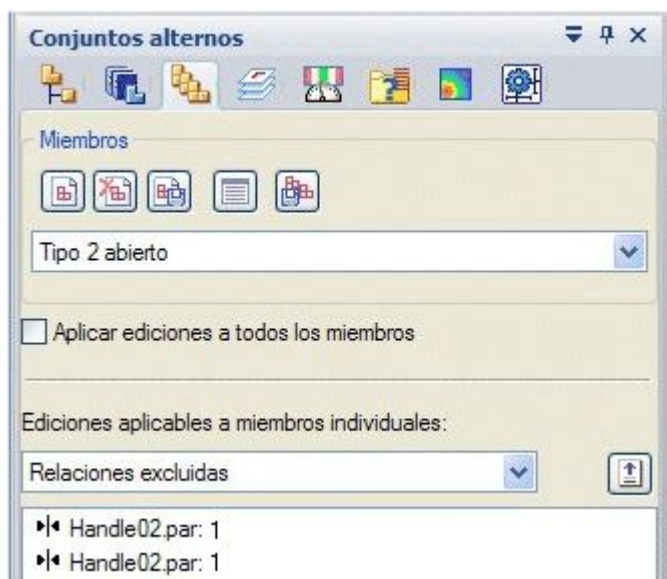 Conjuntos alternos
Miembros
Tipo 2 abierto
Aplicar ediciones a todos los miembros
Ediciones aplicables a miembros individuales:
Relaciones excluidas
Handle02.par: 1
Handle02.par: 1